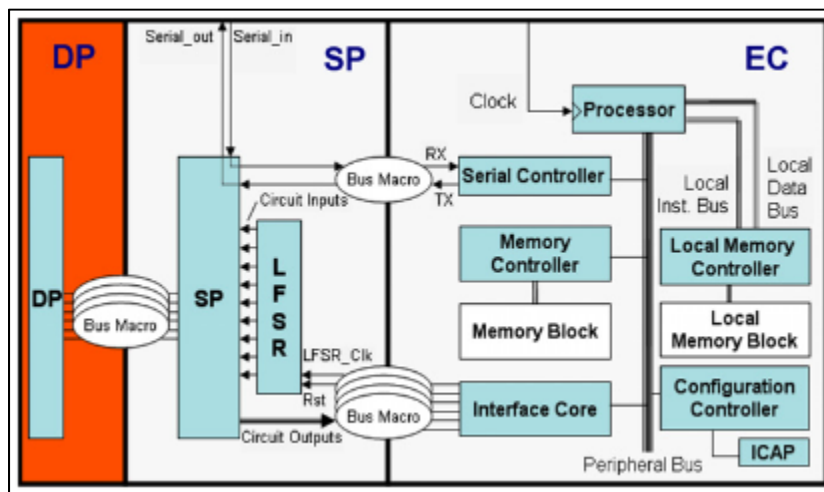 DP
Serial_out
Serial_in
SP
EC
Clock
Processor
Bus Macro
RX
TX
Serial Controller
Local
Inst. Bus
Local
Data
Bus
Circuit Inputs
Memory
Controller
Local Memory
Controller
DP
Bus Macro
SP
L
F
S
R
Memory Block
Local
Memory Block
LFSR_Clk
Rst
Bus Macro
Interface Core
Configuration
Controller
Circuit Outputs
Peripheral Bus
ICAP